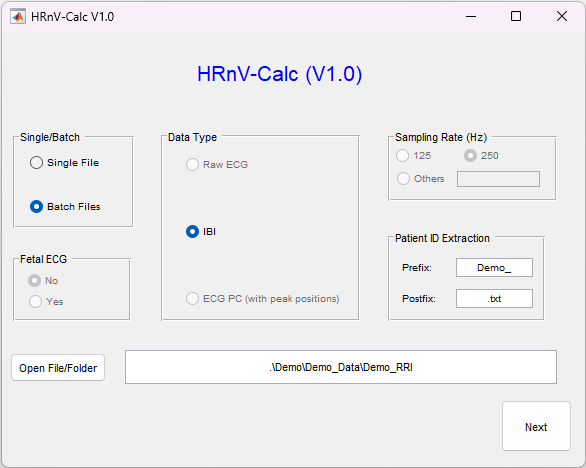 HRnV-Calc V1.0
HRnV-Calc (V1.0)
Single/Batch
Single File
Batch Files
Fetal ECG
No
Yes
Data Type
Raw ECG
IBI
ECG PC (with peak positions)
Sampling Rate (Hz)
125 250
Others
Patient ID Extraction
Prefix: Demo_
Postfix: .txt
Open File/Folder .\Demo\Demo_Data\Demo_RRI
Next